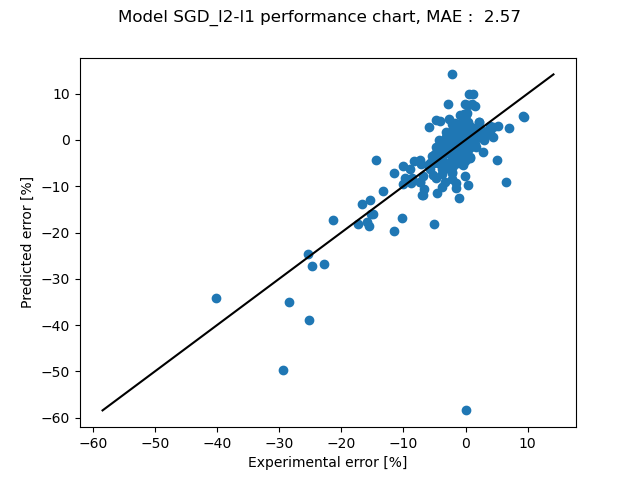 Model SGD_l2-l1 performance chart, MAE :  2.57
10
0
−10
−20
−30
−40
−50
−60
Predicted error [%]
−60 −50 −40 −30 −20 −10 0 10
Experimental error [%]